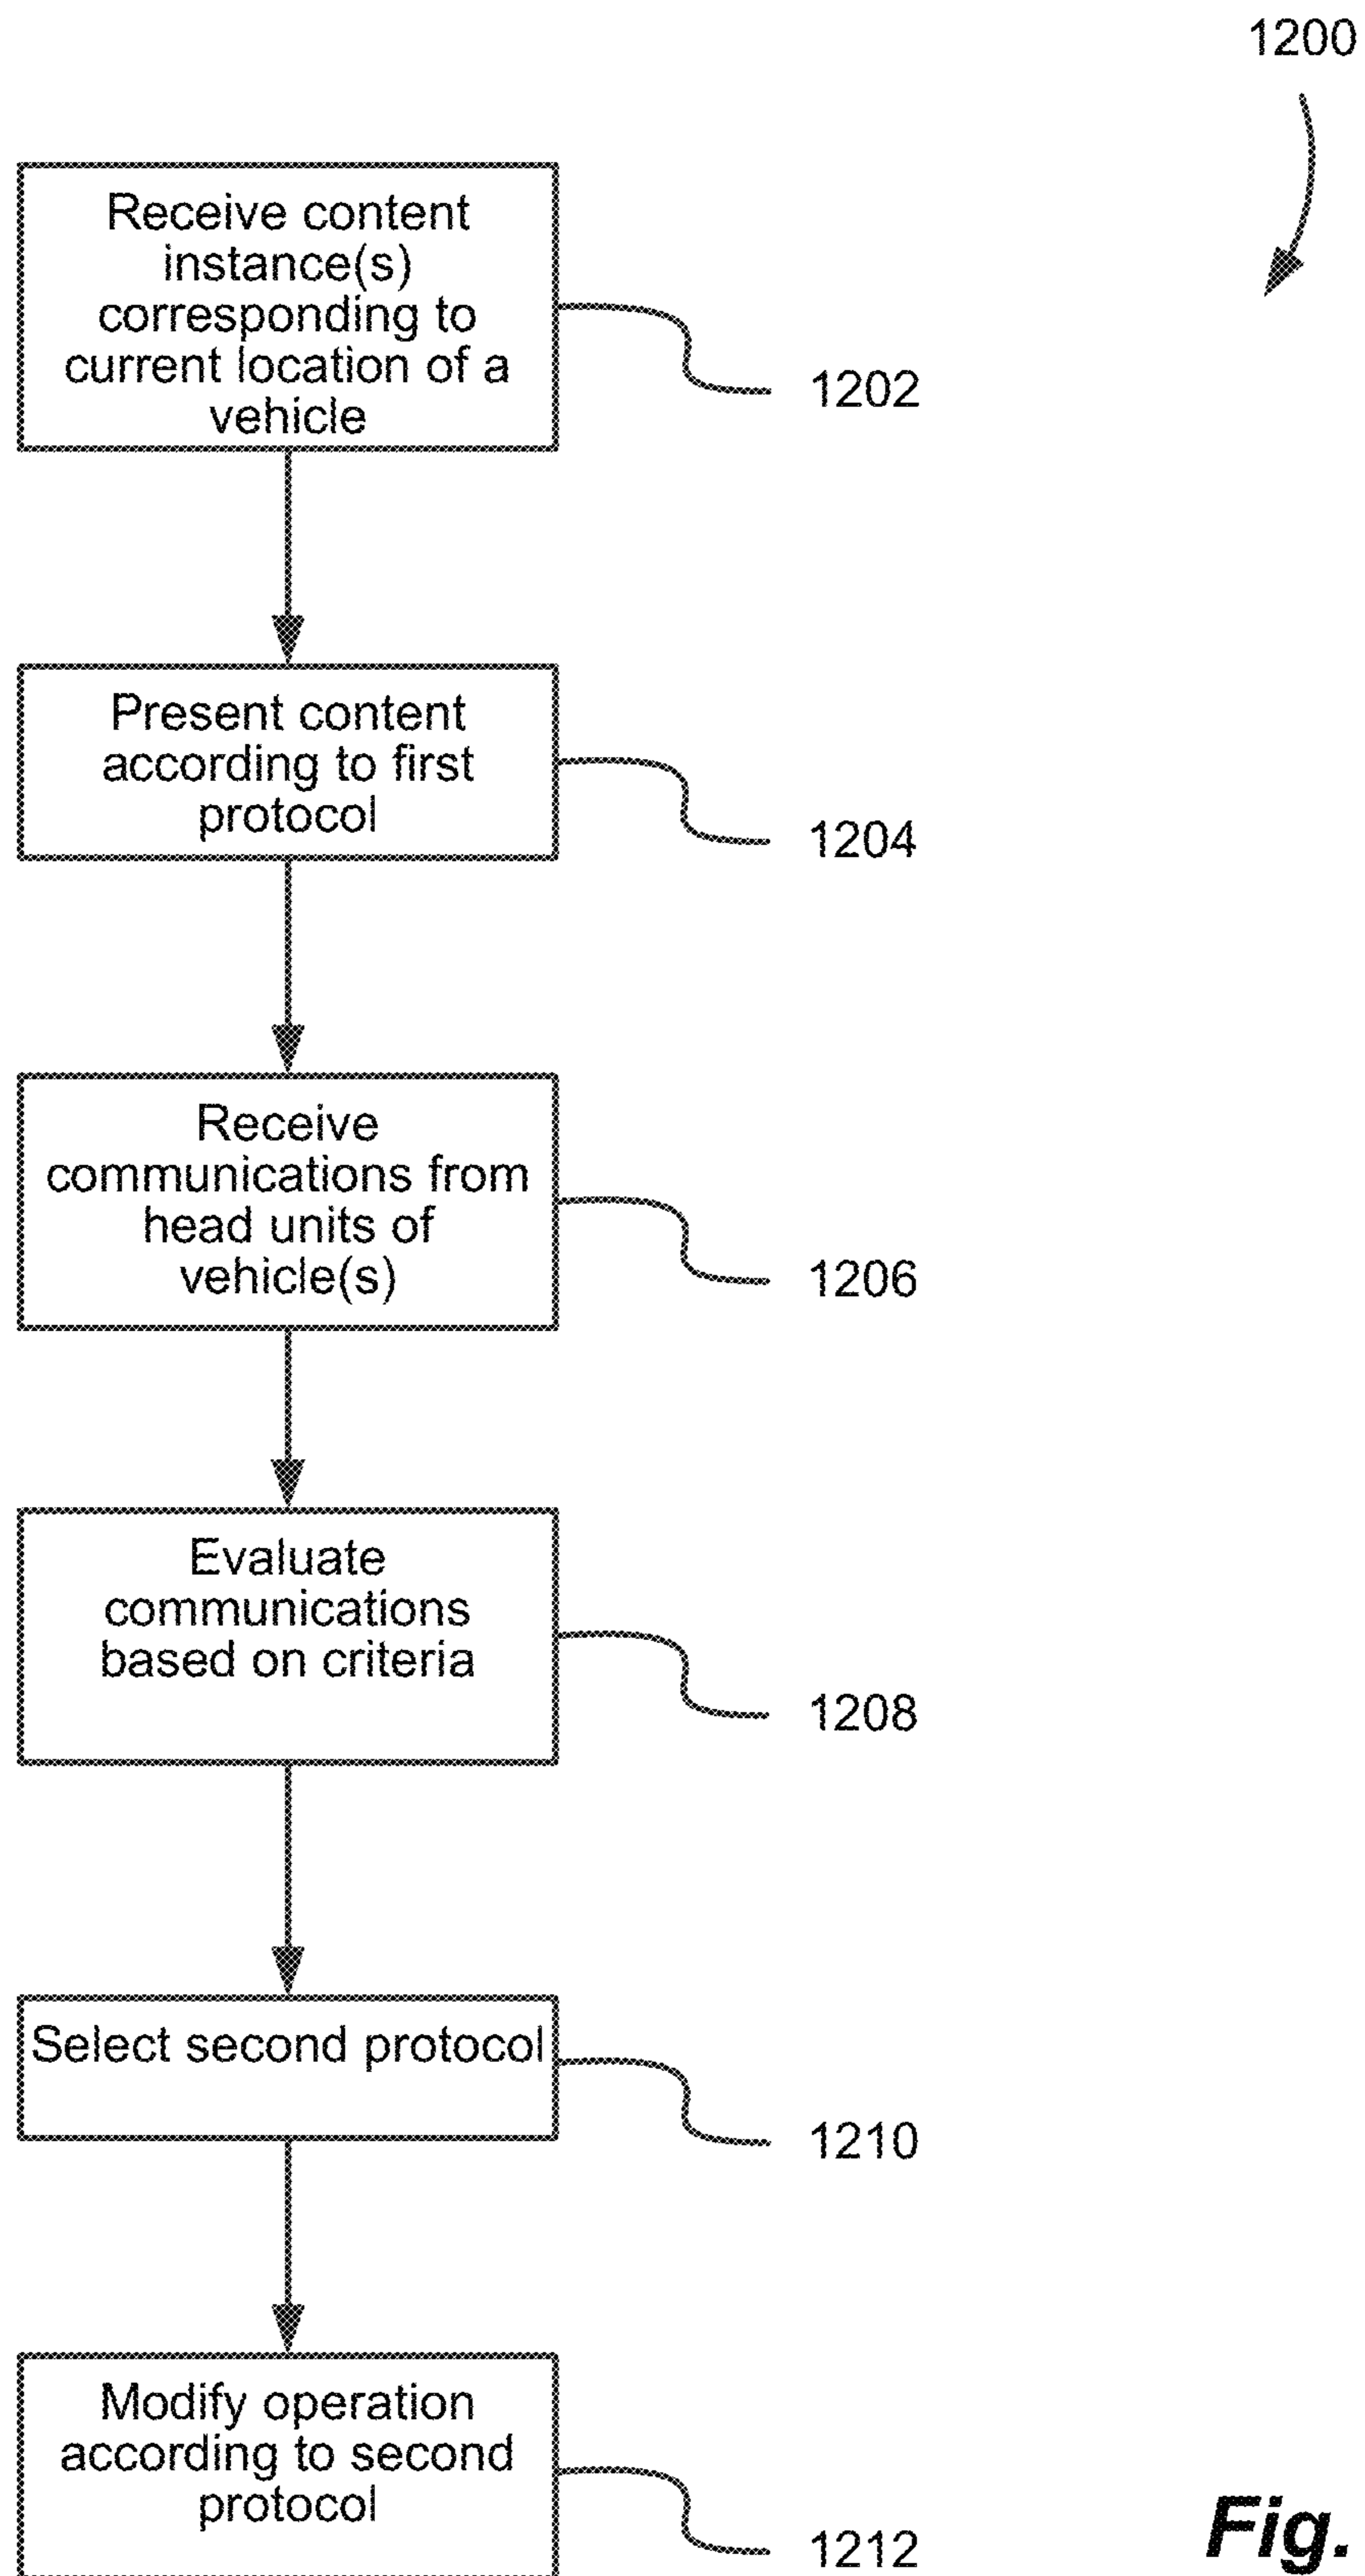 1200
Receive content
instance(s)
corresponding to
current location of a
vehicle
1202
Present content
according to first
protocol
1204
Receive
communications from
head units of
vehicle(s)
1206
Evaluate
communications
based on criteria
1208
Select second protocol
1210
Modify operation
according to second
protocol
1212
Fig.